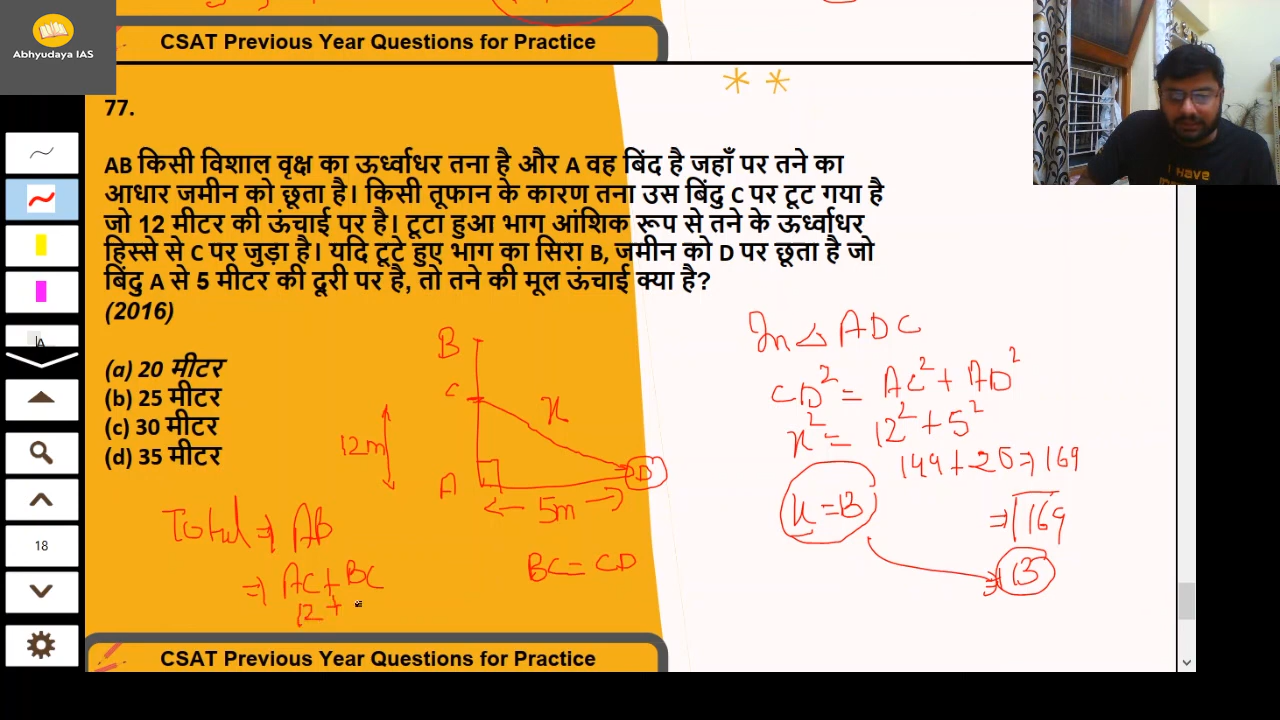 Abhyudaya IAS
CSAT Previous Year Questions for Practice
77.
AB किसी विशाल वृक्ष का ऊर्ध्वाधर तना है और A वह बिंद है जहाँ पर तने का
आधार जमीन को छूता है। किसी तूफान के कारण तना उस बिंदु C पर टूट गया है
जो 12 मीटर की ऊंचाई पर है। टूटा हुआ भाग आंशिक रूप से तने के ऊर्ध्वाधर
हिस्से से C पर जुड़ा है। यदि टूटे हुए भाग का सिरा B, जमीन को D पर छूता है जो
बिंदु A से 5 मीटर की दूरी पर है, तो तने की मूल ऊंचाई क्या है?
(2016)
(a) 20 मीटर
(b) 25 मीटर
(c) 30 मीटर
(d) 35 मीटर
B
C
x
12m
A
D
5m
BC = CD
Total ⇒ AB
⇒ AC + BC
12 +
In △ ADC
CD² = AC² + AD²
x² = 12² + 5²
144 + 25 ⇒ 169
x = 13
⇒ √169
⇒ 13
A
18
CSAT Previous Year Questions for Practice
I HAVE